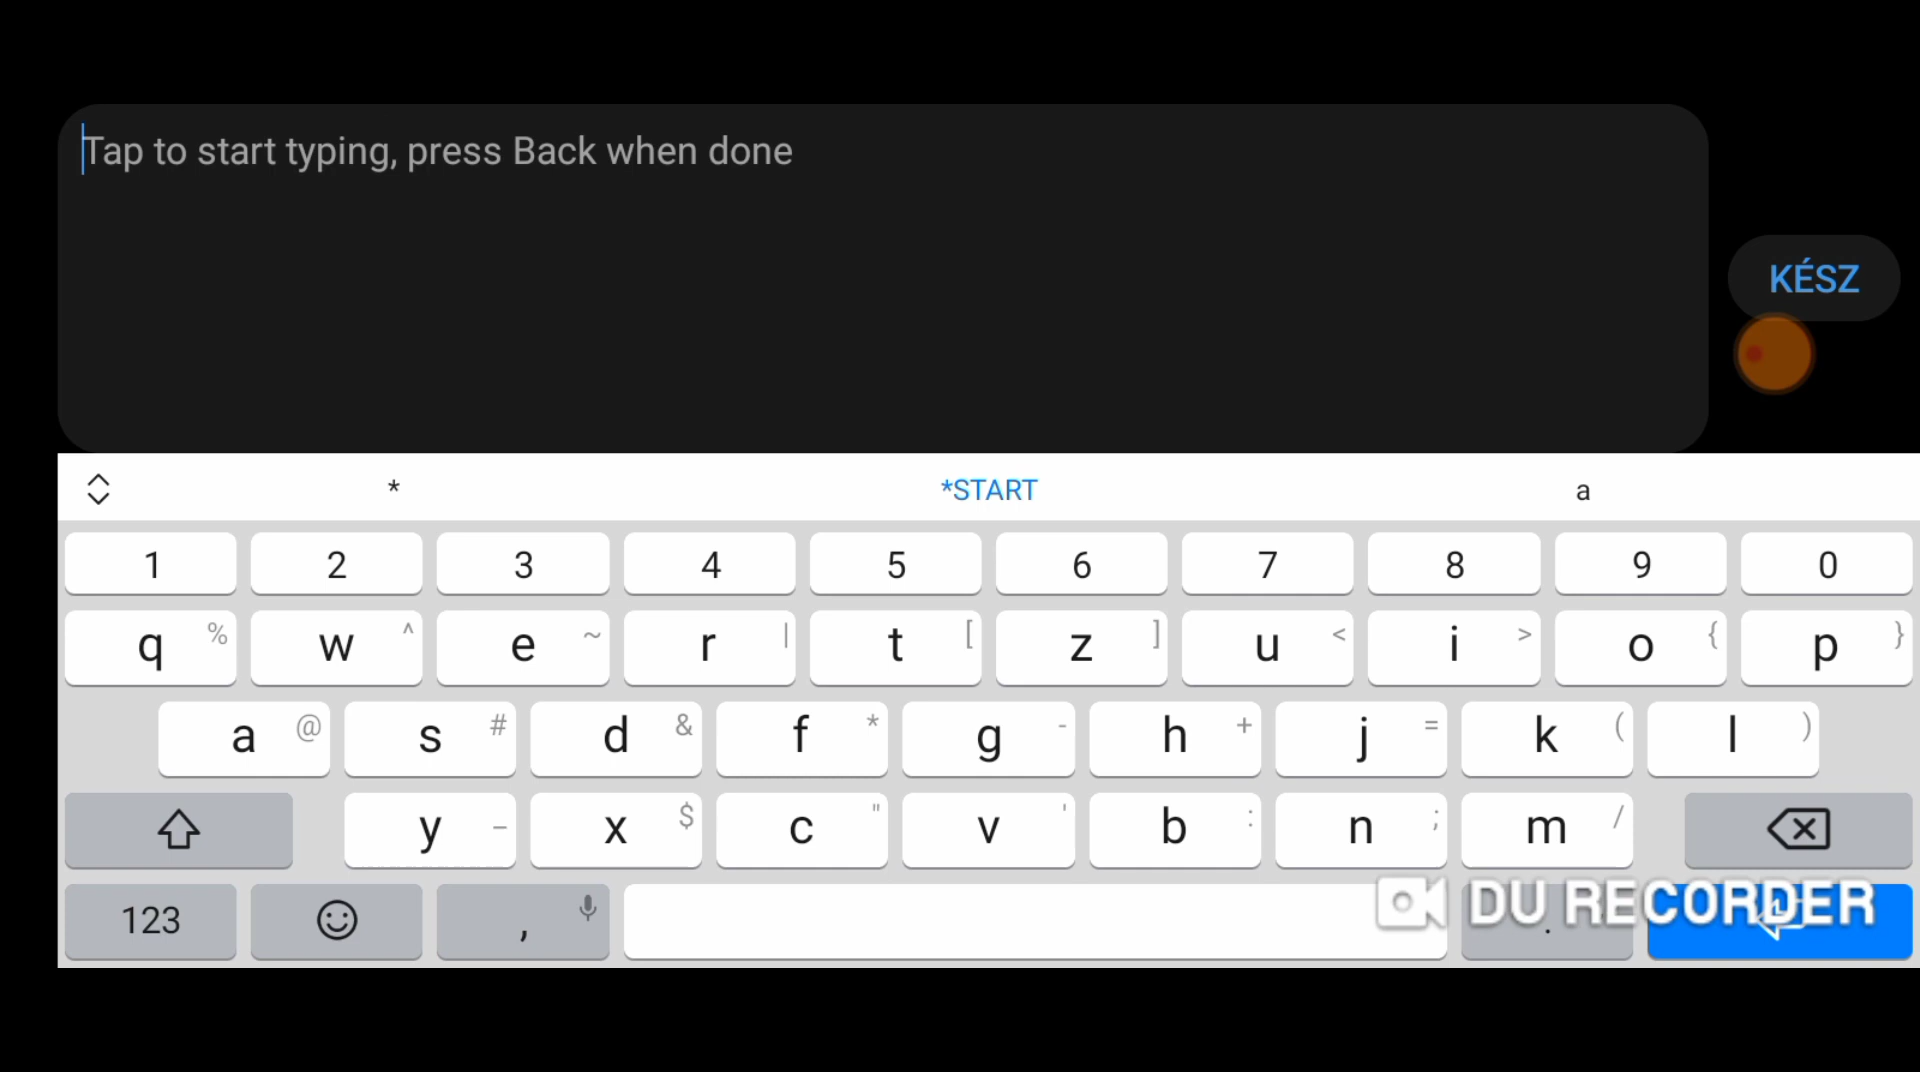 Tap to start typing, press Back when done
KÉSZ
* *START a
1 2 3 4 5 6 7 8 9 0
q % w ^ e ~ r | t [ z ] u < i > o { p }
a @ s # d & f * g - h + j = k ( l )
y _ x $ c " v ' b : n ; m /
123 , .
DU RECORDER